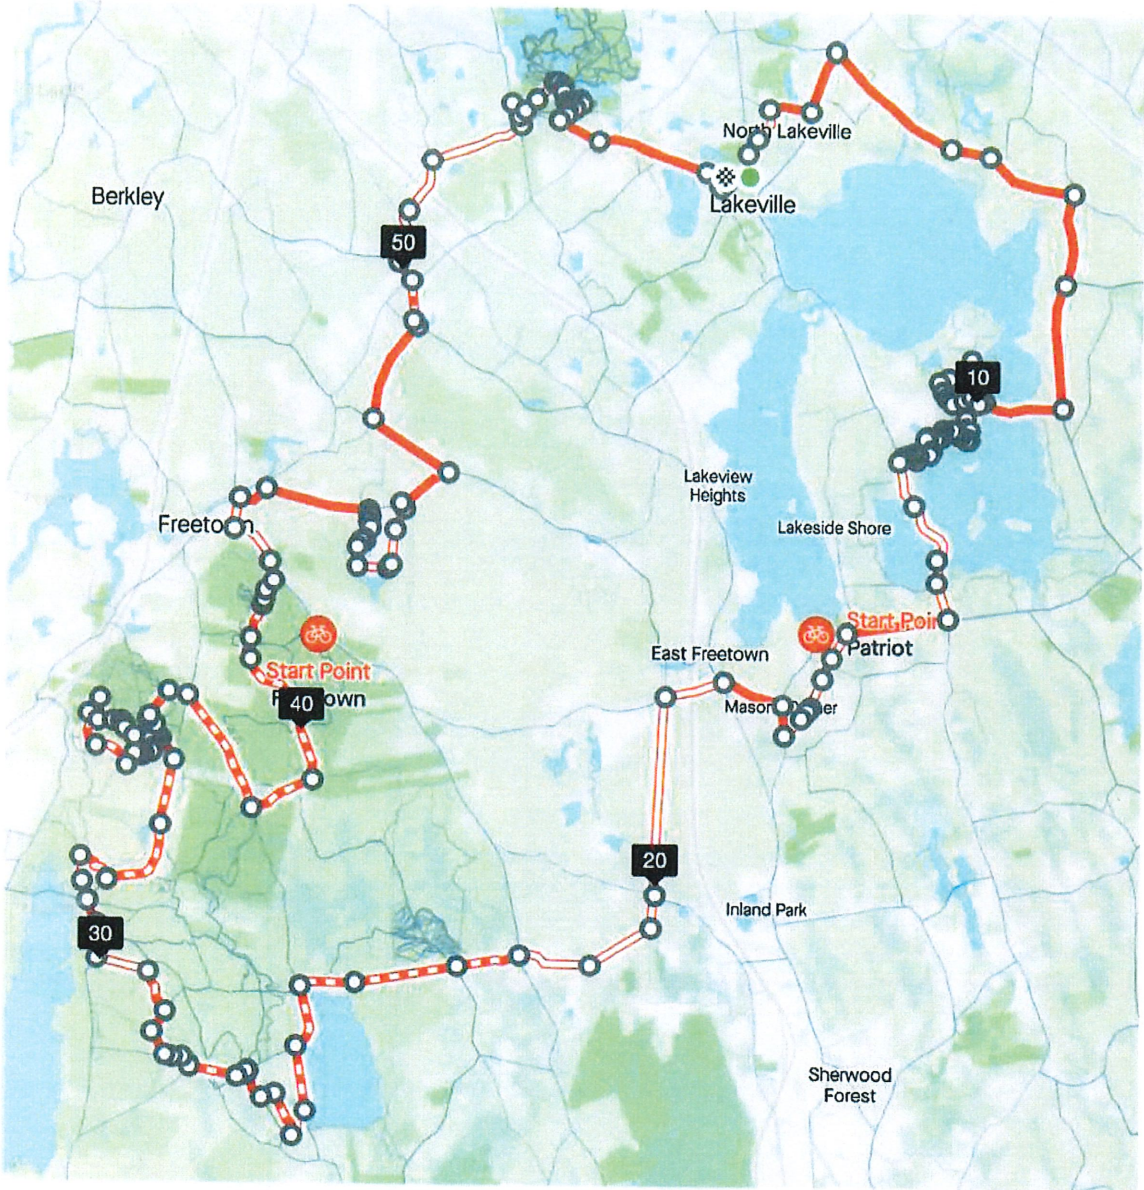 North Lakeville
Berkley
Lakeville
50
10
Lakeview
Heights
Freetown
Lakeside Shore
Start Poin
Patriot
East Freetown
Start Point
40
20
Inland Park
30
Sherwood
Forest